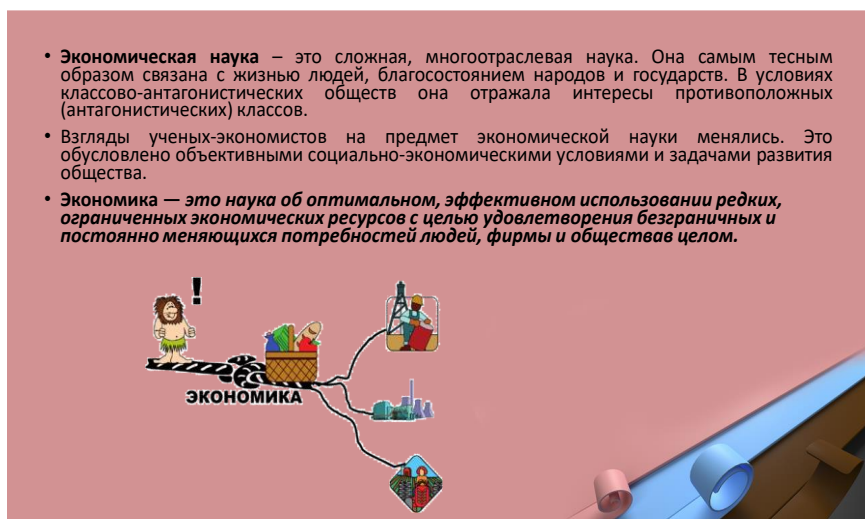 • Экономическая наука – это сложная, многоотраслевая наука. Она самым тесным
образом связана с жизнью людей, благосостоянием народов и государств. В условиях
классово-антагонистических обществ она отражала интересы противоположных
(антагонистических) классов.
• Взгляды ученых-экономистов на предмет экономической науки менялись. Это
обусловлено объективными социально-экономическими условиями и задачами развития
общества.
• Экономика — это наука об оптимальном, эффективном использовании редких,
ограниченных экономических ресурсов с целью удовлетворения безграничных и
постоянно меняющихся потребностей людей, фирмы и обществав целом.
!
ЭКОНОМИКА